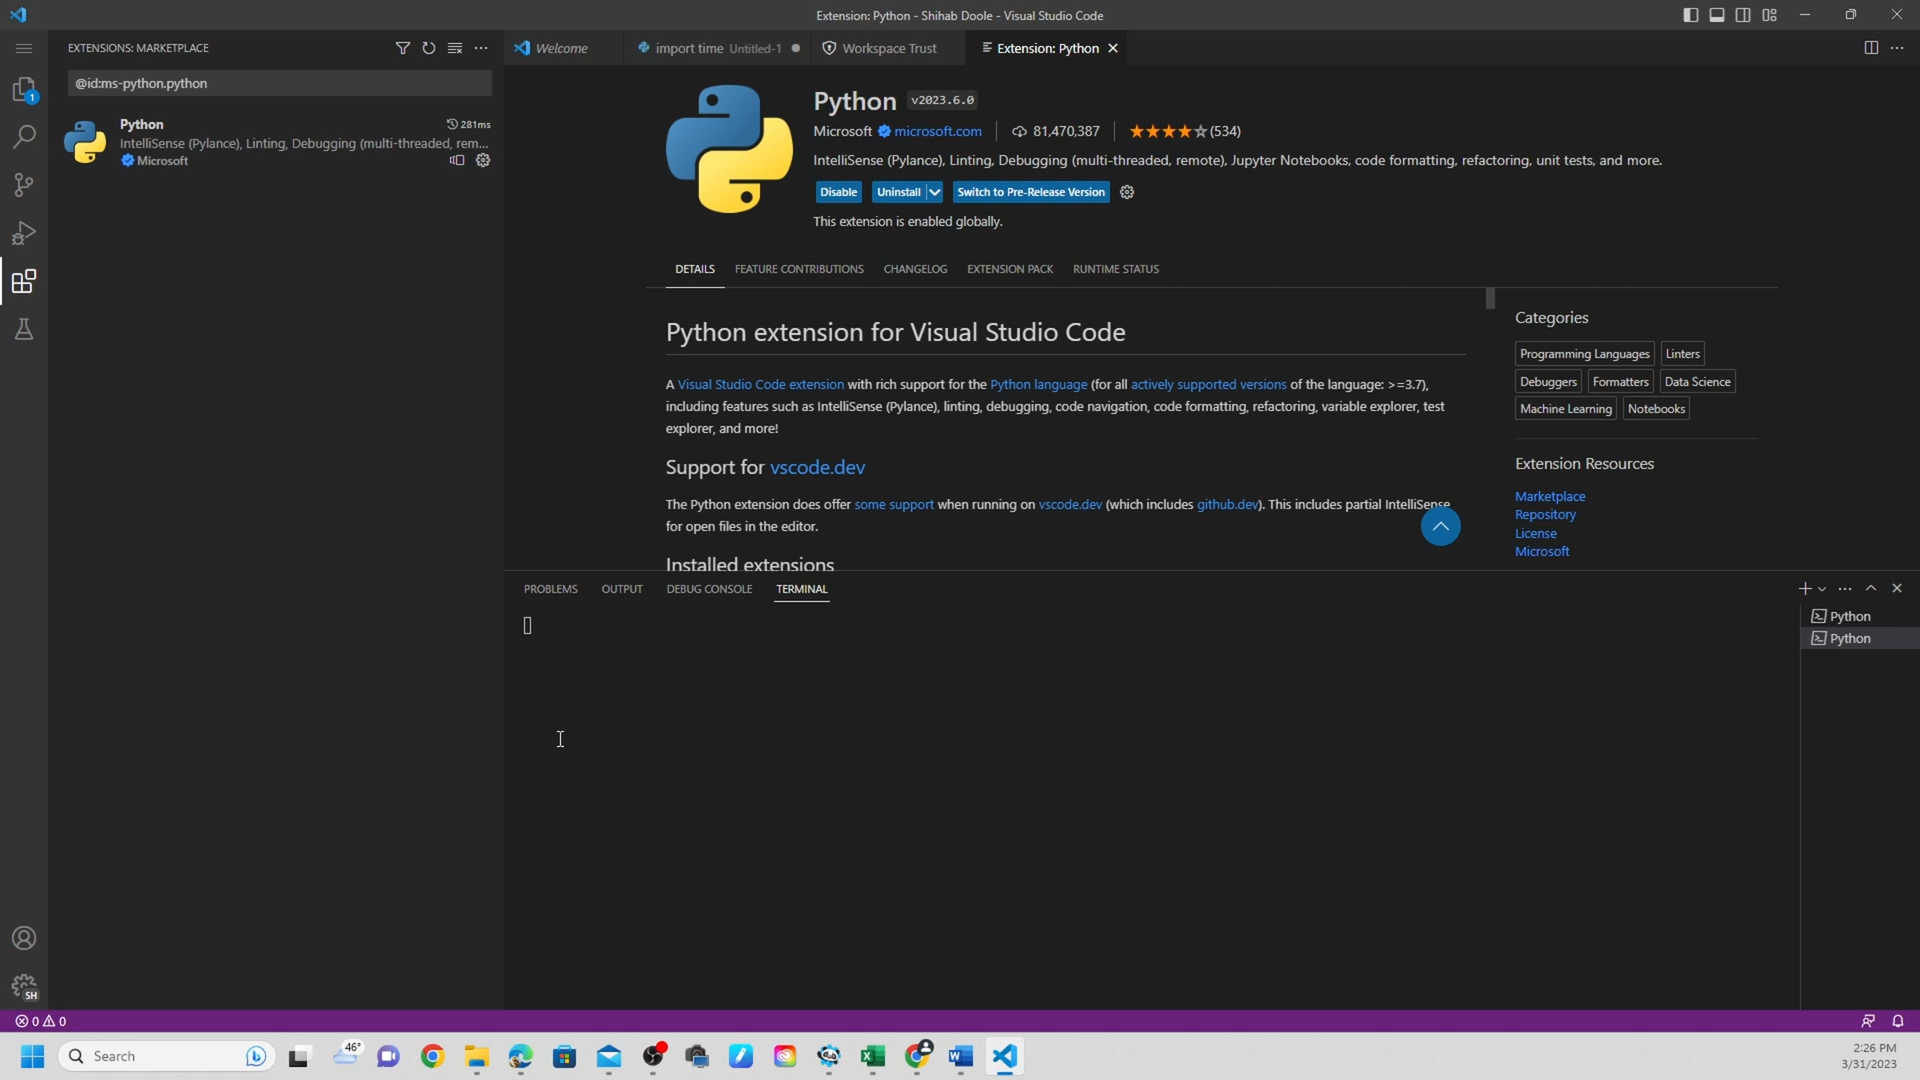 Extension: Python - Shihab Doole - Visual Studio Code
EXTENSIONS: MARKETPLACE
Welcome
import time Untitled-1
Workspace Trust
Extension: Python
@id:ms-python.python
1
Python
281ms
IntelliSense (Pylance), Linting, Debugging (multi-threaded, rem...
Microsoft
Python v2023.6.0
Microsoft microsoft.com 81,470,387 (534)
IntelliSense (Pylance), Linting, Debugging (multi-threaded, remote), Jupyter Notebooks, code formatting, refactoring, unit tests, and more.
Disable Uninstall Switch to Pre-Release Version
This extension is enabled globally.
DETAILS FEATURE CONTRIBUTIONS CHANGELOG EXTENSION PACK RUNTIME STATUS
Python extension for Visual Studio Code
A Visual Studio Code extension with rich support for the Python language (for all actively supported versions of the language: >=3.7),
including features such as IntelliSense (Pylance), linting, debugging, code navigation, code formatting, refactoring, variable explorer, test
explorer, and more!
Support for vscode.dev
The Python extension does offer some support when running on vscode.dev (which includes github.dev). This includes partial IntelliSense
for open files in the editor.
Installed extensions
Categories
Programming Languages Linters
Debuggers Formatters Data Science
Machine Learning Notebooks
Extension Resources
Marketplace
Repository
License
Microsoft
PROBLEMS OUTPUT DEBUG CONSOLE TERMINAL
Python
Python
SH
0 0
Search
46°
2:26 PM
3/31/2023